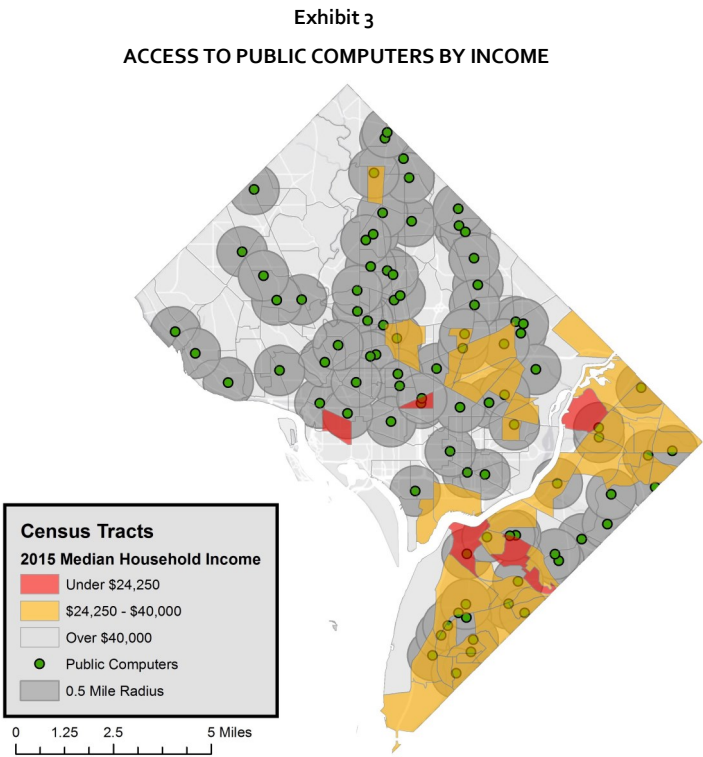 Exhibit 3
ACCESS TO PUBLIC COMPUTERS BY INCOME
Census Tracts
2015 Median Household Income
Under $24,250
$24,250 - $40,000
Over $40,000
Public Computers
0.5 Mile Radius
0 1.25 2.5 5 Miles